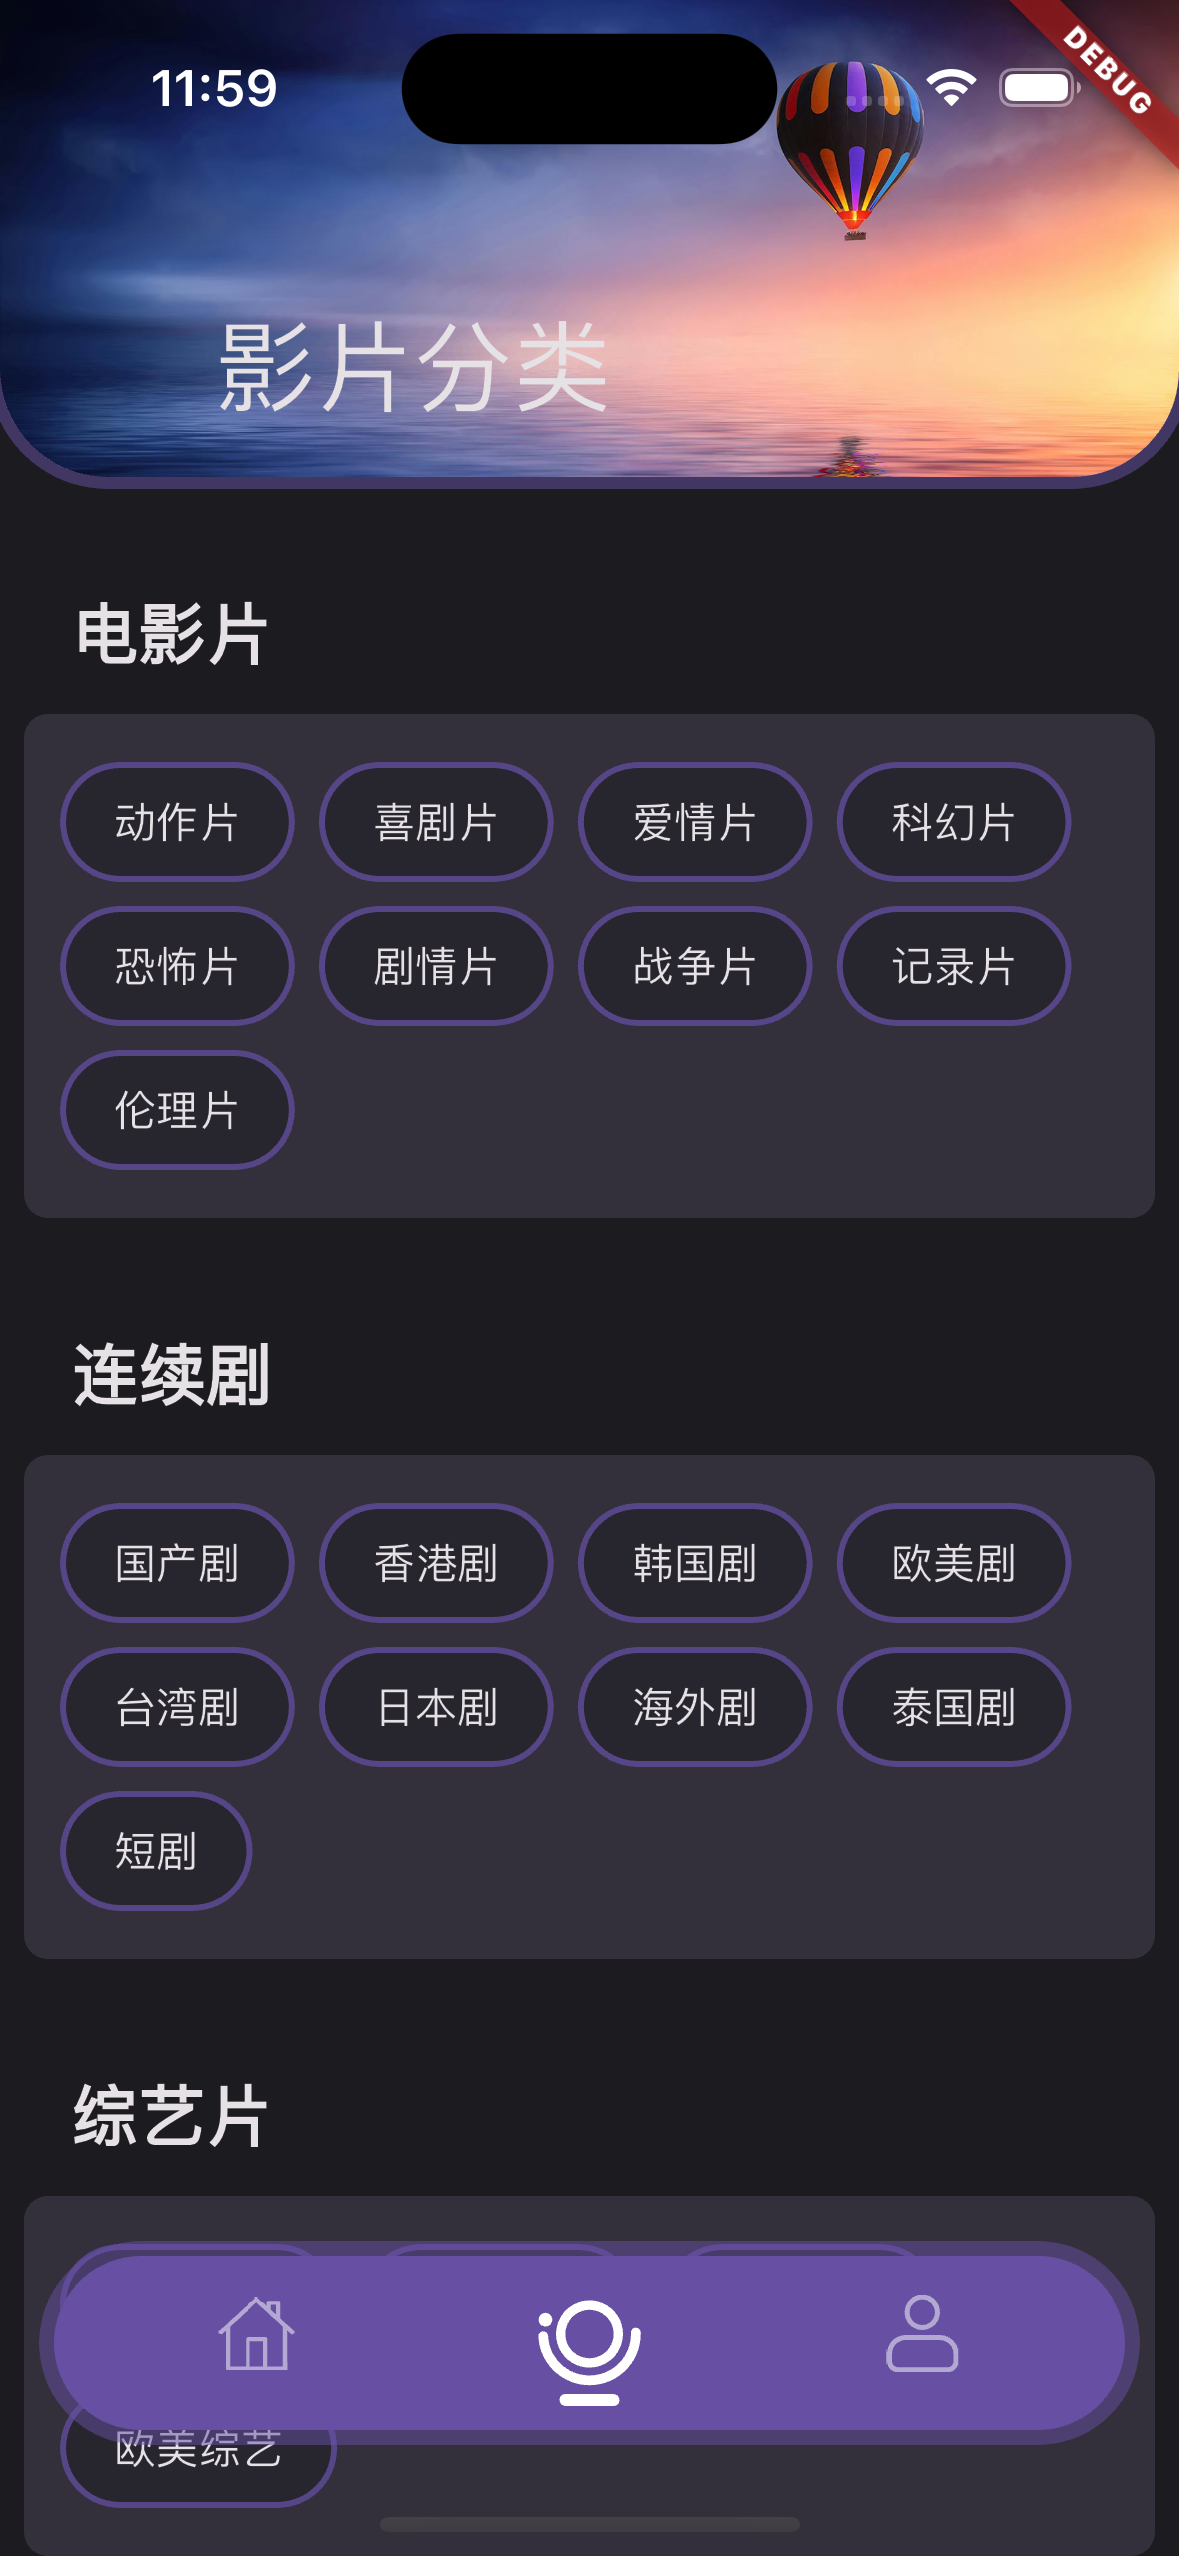 11:59
DEBUG
影片分类
电影片
动作片 喜剧片 爱情片 科幻片
恐怖片 剧情片 战争片 记录片
伦理片
连续剧
国产剧 香港剧 韩国剧 欧美剧
台湾剧 日本剧 海外剧 泰国剧
短剧
综艺片
欧美综艺